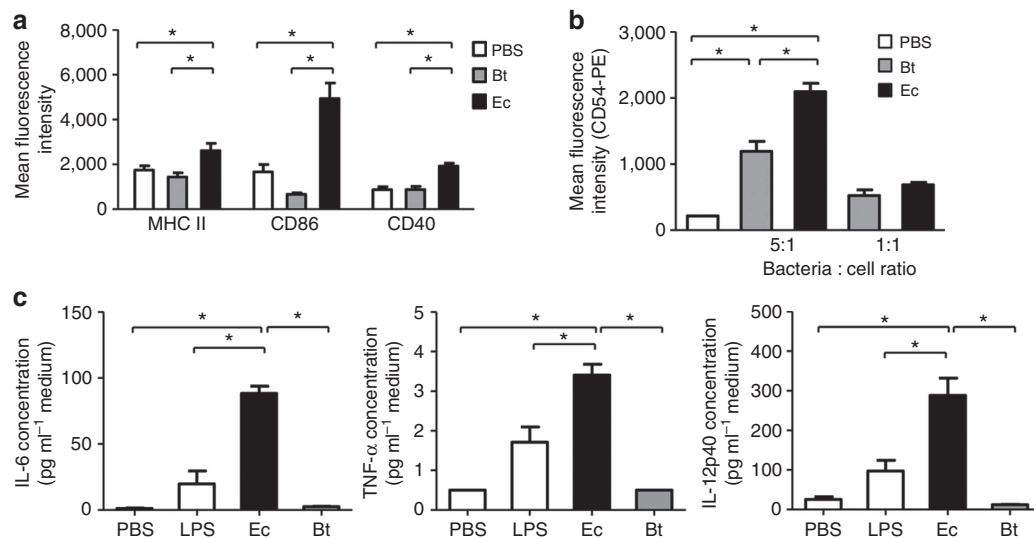 a
Mean fluorescence
intensity
8,000
6,000
4,000
2,000
0
* * *
* * *
PBS
Bt
Ec
MHC II CD86 CD40
b
Mean fluorescence
intensity (CD54-PE)
3,000
2,000
1,000
0
*
* *
PBS
Bt
Ec
5:1 1:1
Bacteria : cell ratio
c
IL-6 concentration
(pg ml⁻¹ medium)
150
100
50
0
* *
*
PBS LPS Ec Bt
TNF-α concentration
(pg ml⁻¹ medium)
5
4
3
2
1
0
* *
*
PBS LPS Ec Bt
IL-12p40 concentration
(pg ml⁻¹ medium)
500
400
300
200
100
0
* *
*
PBS LPS Ec Bt